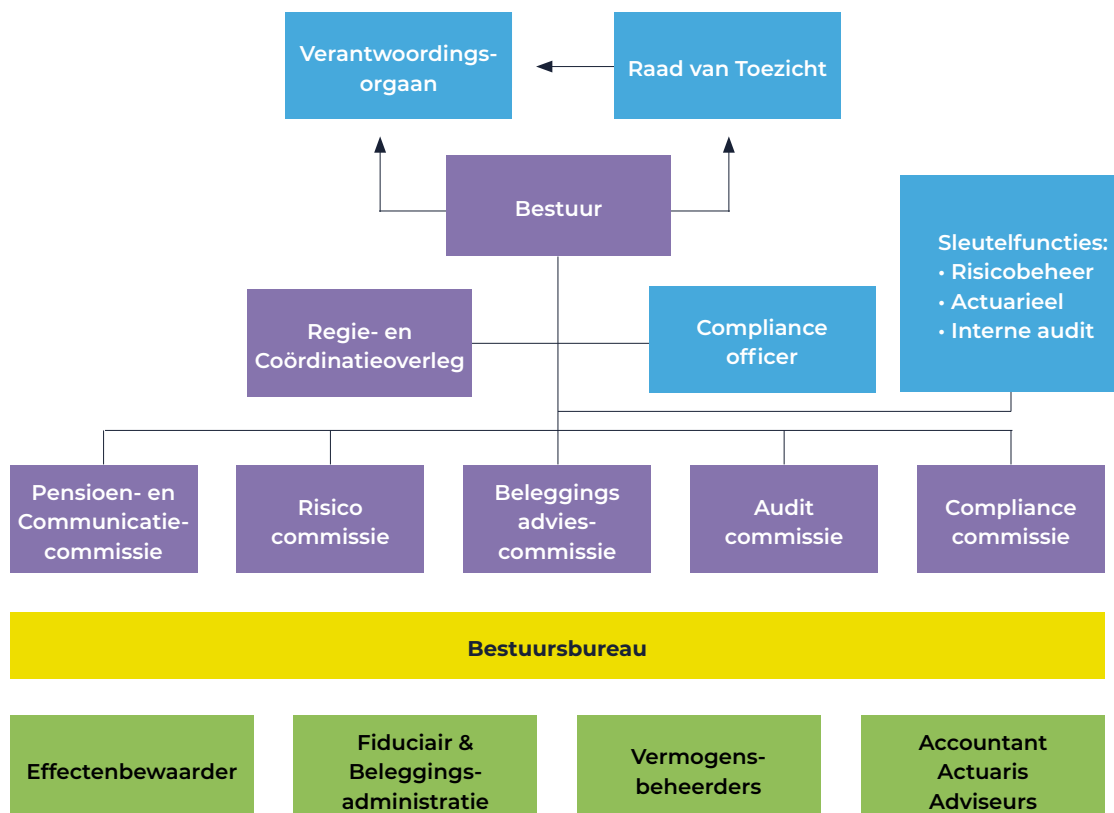 Verantwoordings-
orgaan
Raad van Toezicht
Bestuur
Sleutelfuncties:
• Risicobeheer
• Actuarieel
• Interne audit
Regie- en
Coördinatieoverleg
Compliance
officer
Pensioen- en
Communicatie-
commissie
Risico
commissie
Beleggings
advies-
commissie
Audit
commissie
Compliance
commissie
Bestuursbureau
Effectenbewaarder
Fiduciair &
Beleggings-
administratie
Vermogens-
beheerders
Accountant
Actuaris
Adviseurs